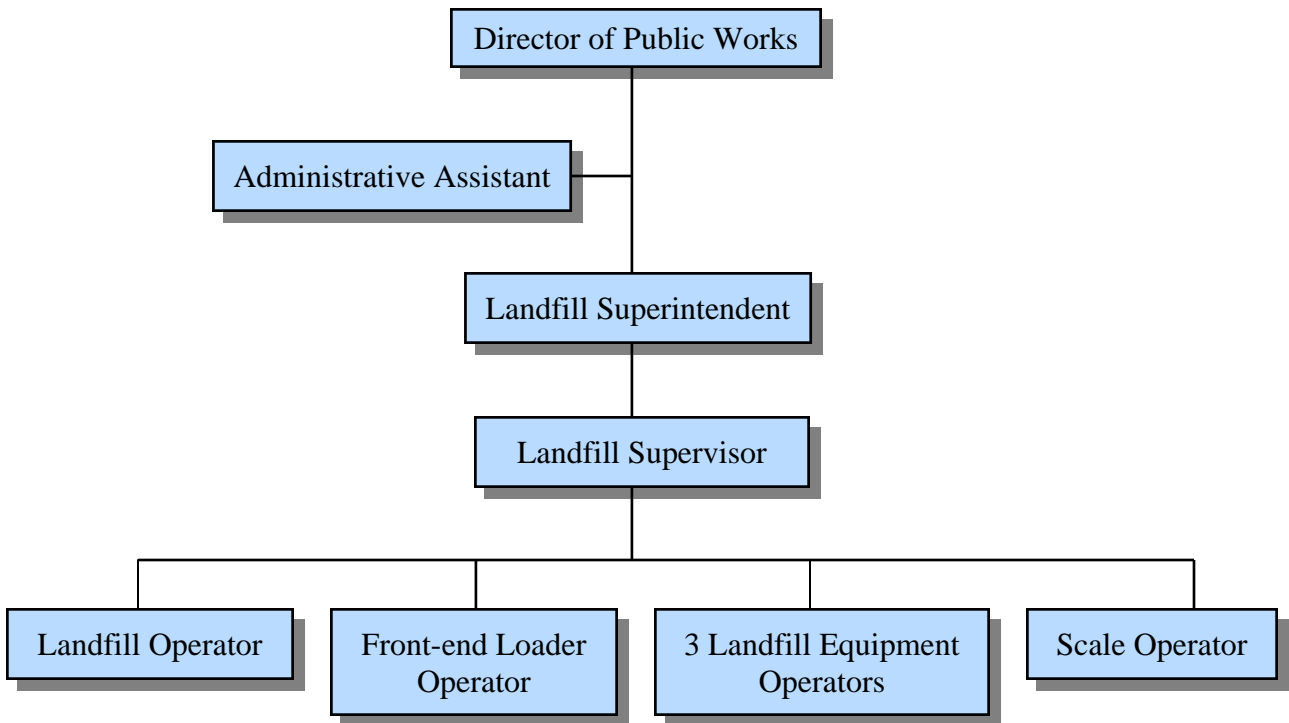 Director of Public Works
Administrative Assistant
Landfill Superintendent
Landfill Supervisor
Landfill Operator
Front-end Loader
Operator
3 Landfill Equipment
Operators
Scale Operator